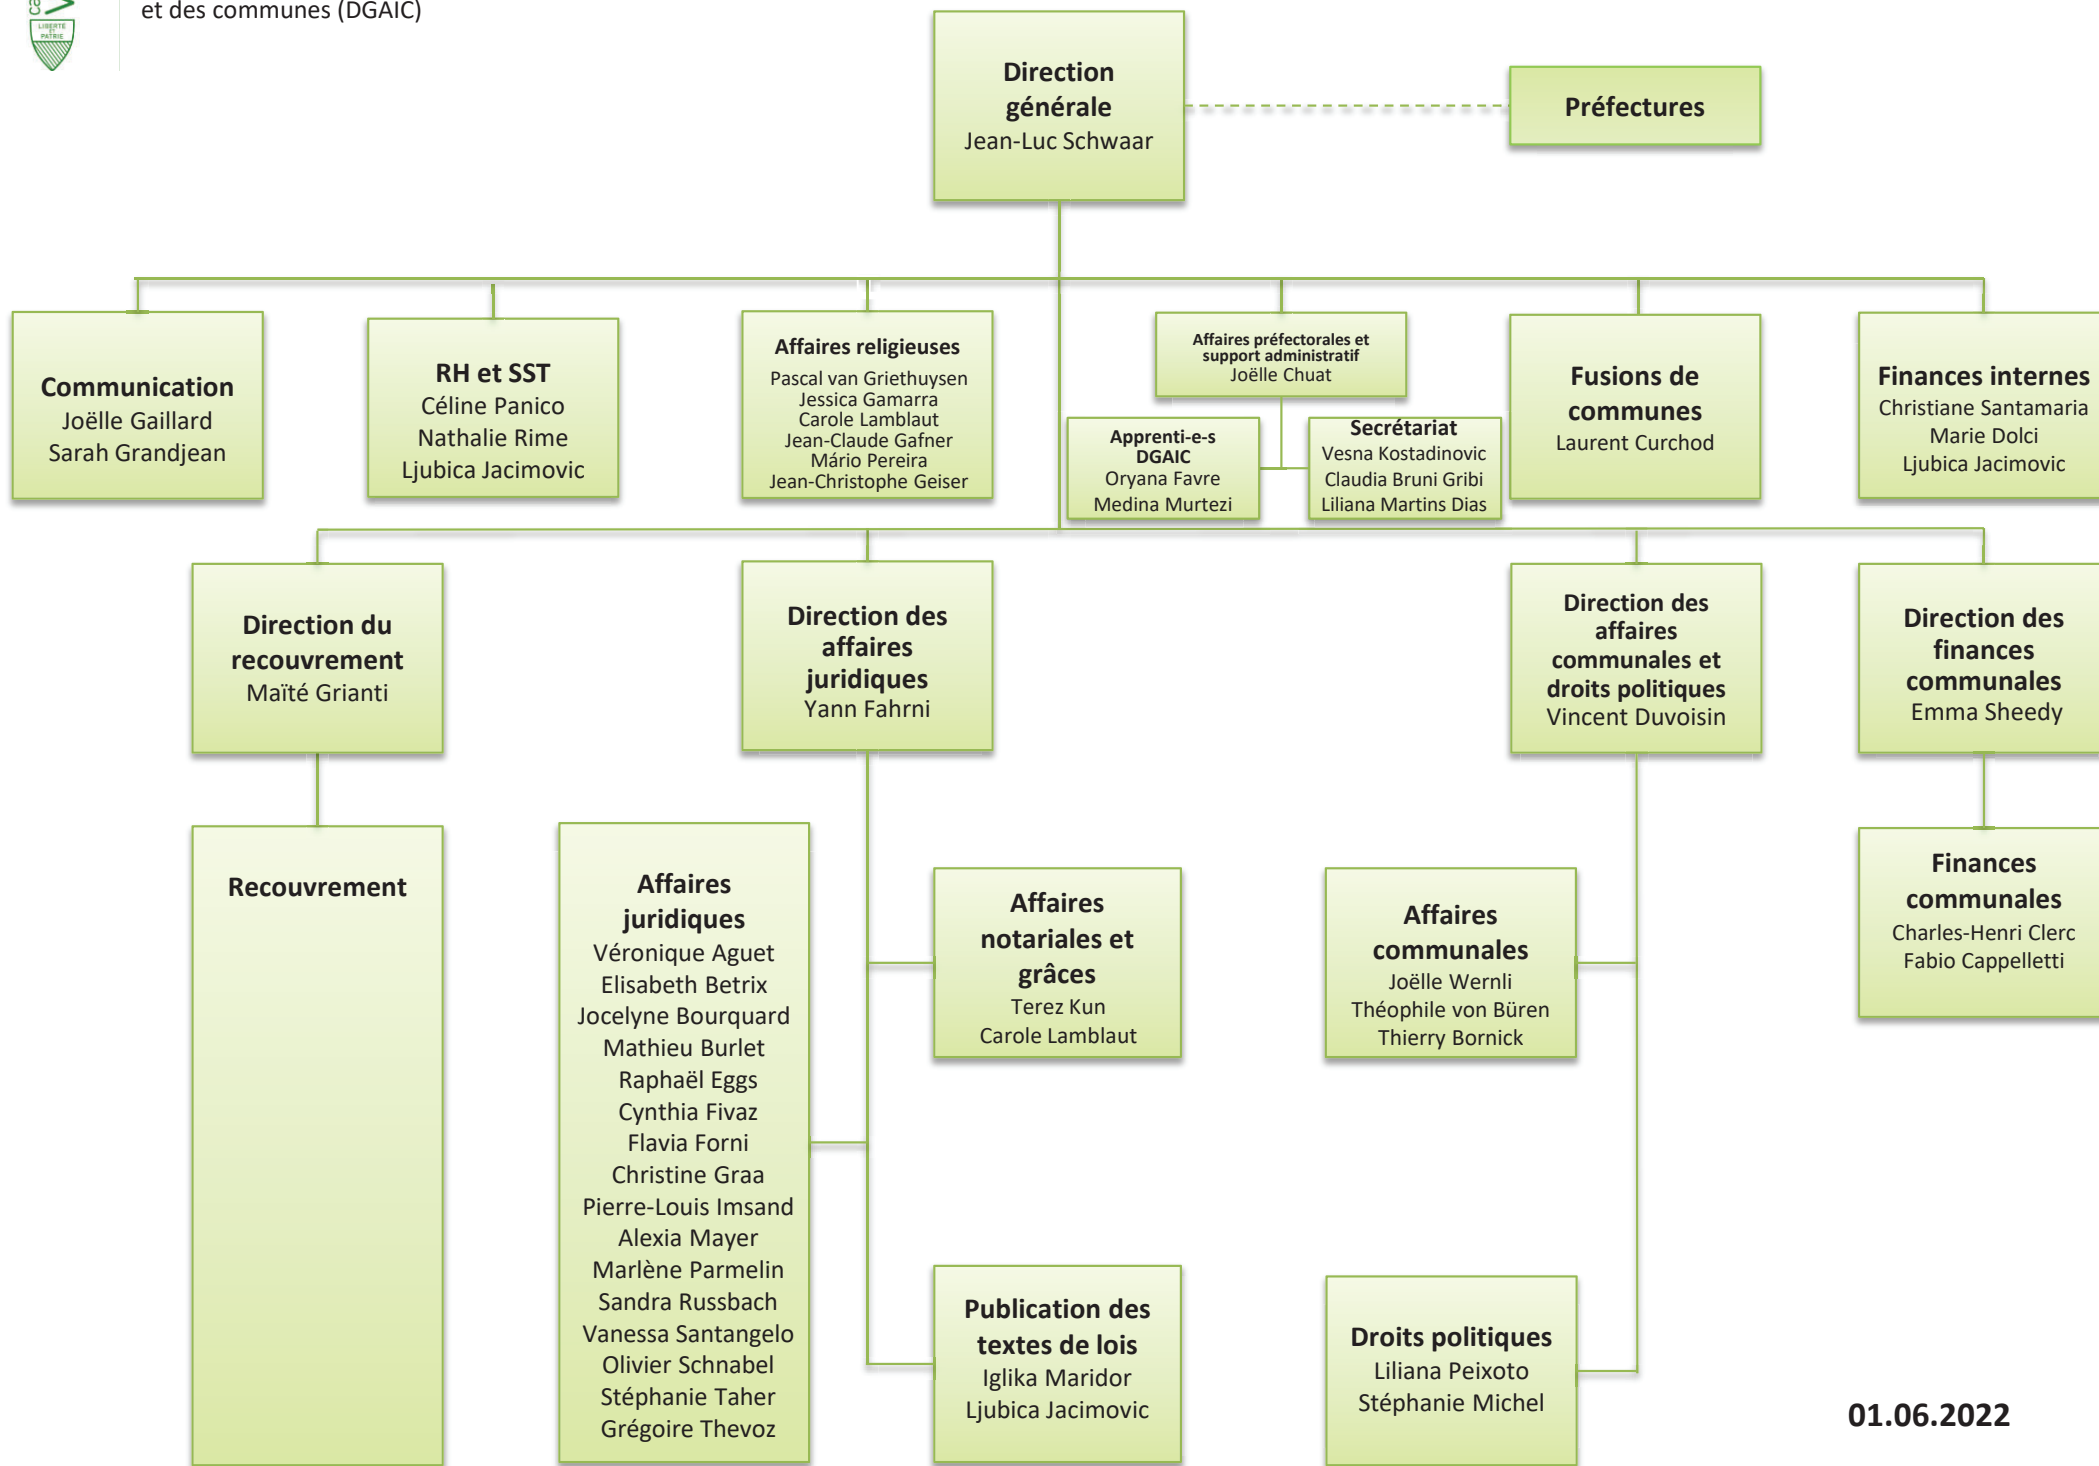 et des communes (DGAIC)
LIBERTÉ
ET
PATRIE
Direction
générale
Jean-Luc Schwaar
Préfectures
Communication
Joëlle Gaillard
Sarah Grandjean
RH et SST
Céline Panico
Nathalie Rime
Ljubica Jacimovic
Affaires religieuses
Pascal van Griethuysen
Jessica Gamarra
Carole Lamblaut
Jean-Claude Gafner
Mário Pereira
Jean-Christophe Geiser
Affaires préfectorales et
support administratif
Joëlle Chuat
Apprenti-e-s
DGAIC
Oryana Favre
Medina Murtezi
Secrétariat
Vesna Kostadinovic
Claudia Bruni Gribi
Liliana Martins Dias
Fusions de
communes
Laurent Curchod
Finances internes
Christiane Santamaria
Marie Dolci
Ljubica Jacimovic
Direction du
recouvrement
Maïté Grianti
Direction des
affaires
juridiques
Yann Fahrni
Direction des
affaires
communales et
droits politiques
Vincent Duvoisin
Direction des
finances
communales
Emma Sheedy
Recouvrement
Affaires
juridiques
Véronique Aguet
Elisabeth Betrix
Jocelyne Bourquard
Mathieu Burlet
Raphaël Eggs
Cynthia Fivaz
Flavia Forni
Christine Graa
Pierre-Louis Imsand
Alexia Mayer
Marlène Parmelin
Sandra Russbach
Vanessa Santangelo
Olivier Schnabel
Stéphanie Taher
Grégoire Thevoz
Affaires
notariales et
grâces
Terez Kun
Carole Lamblaut
Publication des
textes de lois
Iglika Maridor
Ljubica Jacimovic
Affaires
communales
Joëlle Wernli
Théophile von Büren
Thierry Bornick
Droits politiques
Liliana Peixoto
Stéphanie Michel
Finances
communales
Charles-Henri Clerc
Fabio Cappelletti
01.06.2022